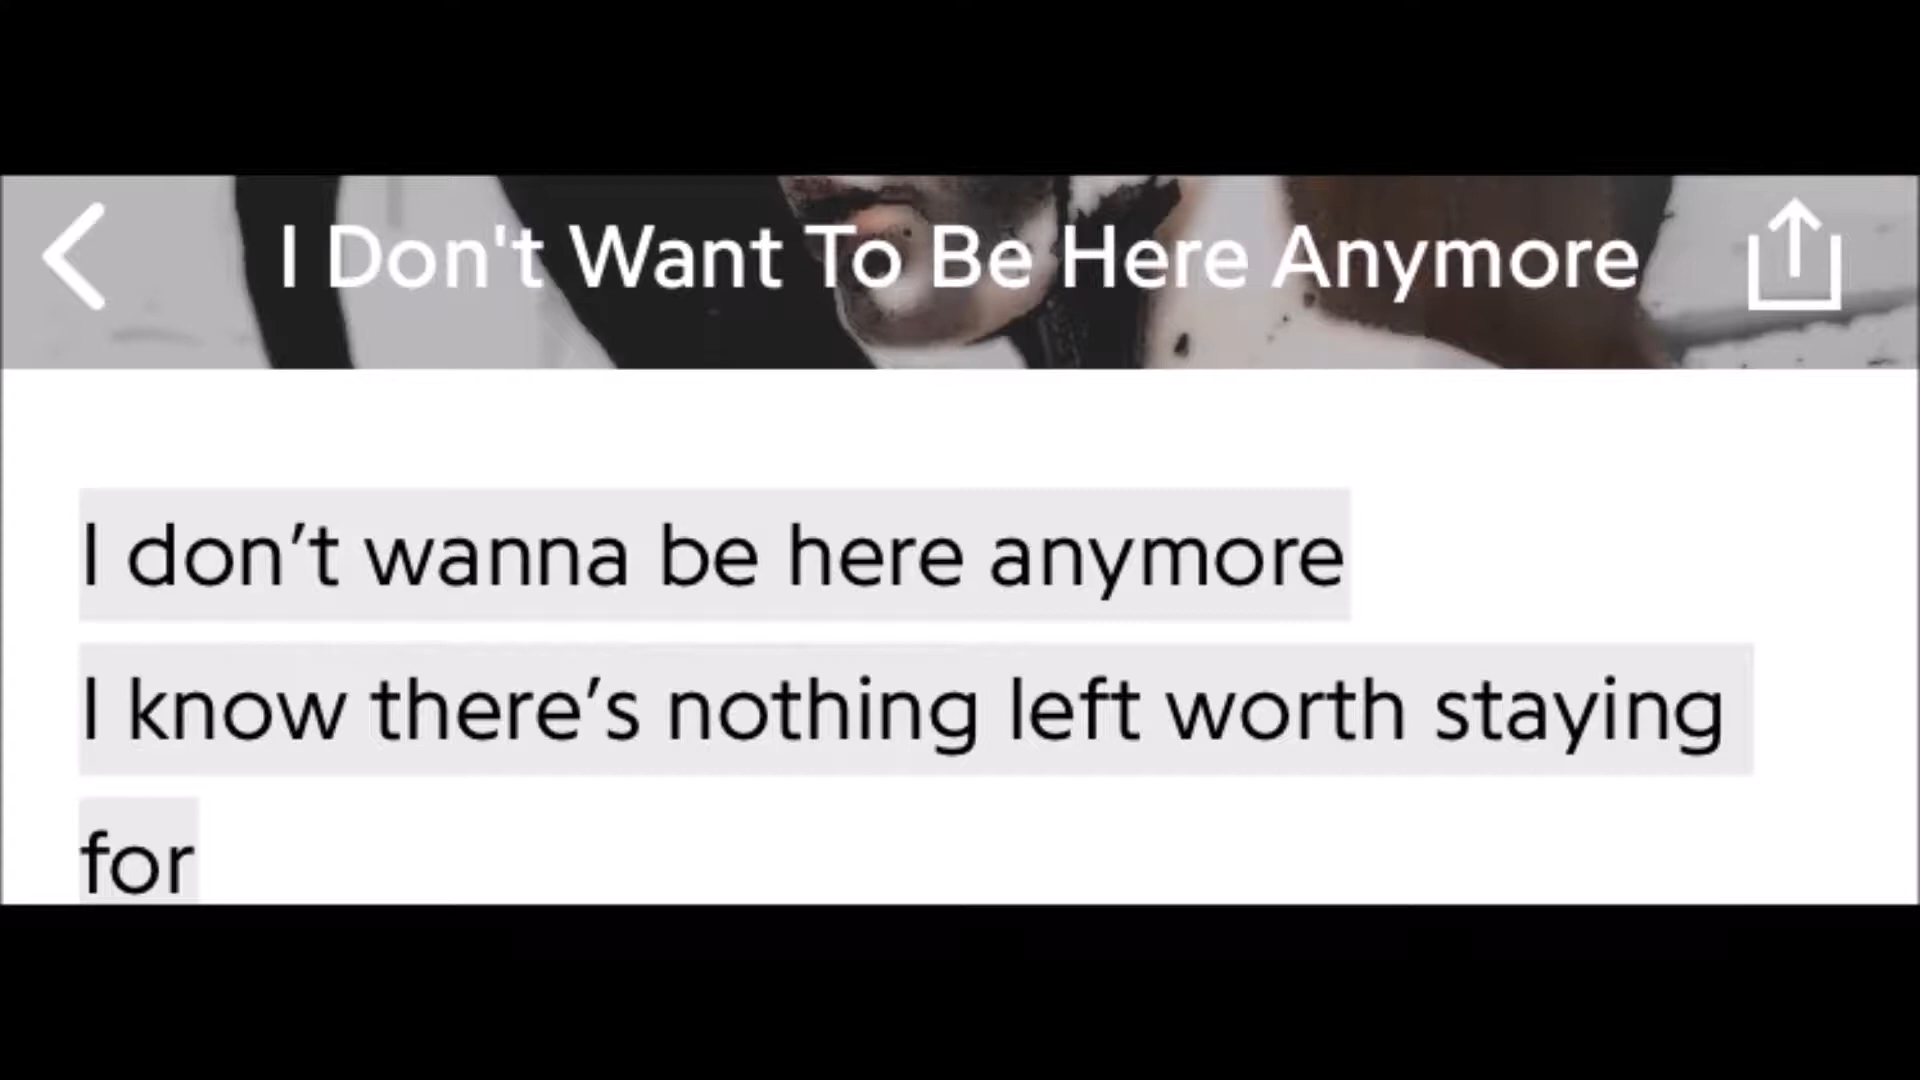 I Don't Want To Be Here Anymore
I don’t wanna be here anymore
I know there’s nothing left worth staying
for